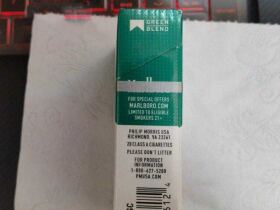 GREEN
BLEND
FOR SPECIAL OFFERS
MARLBORO.COM
LIMITED TO ELIGIBLE
SMOKERS 21+
PHILIP MORRIS USA
RICHMOND, VA 23261
20 CLASS A CIGARETTES
PLEASE DON'T LITTER
FOR PRODUCT
INFORMATION
1-800-627-5200
PMUSA.COM